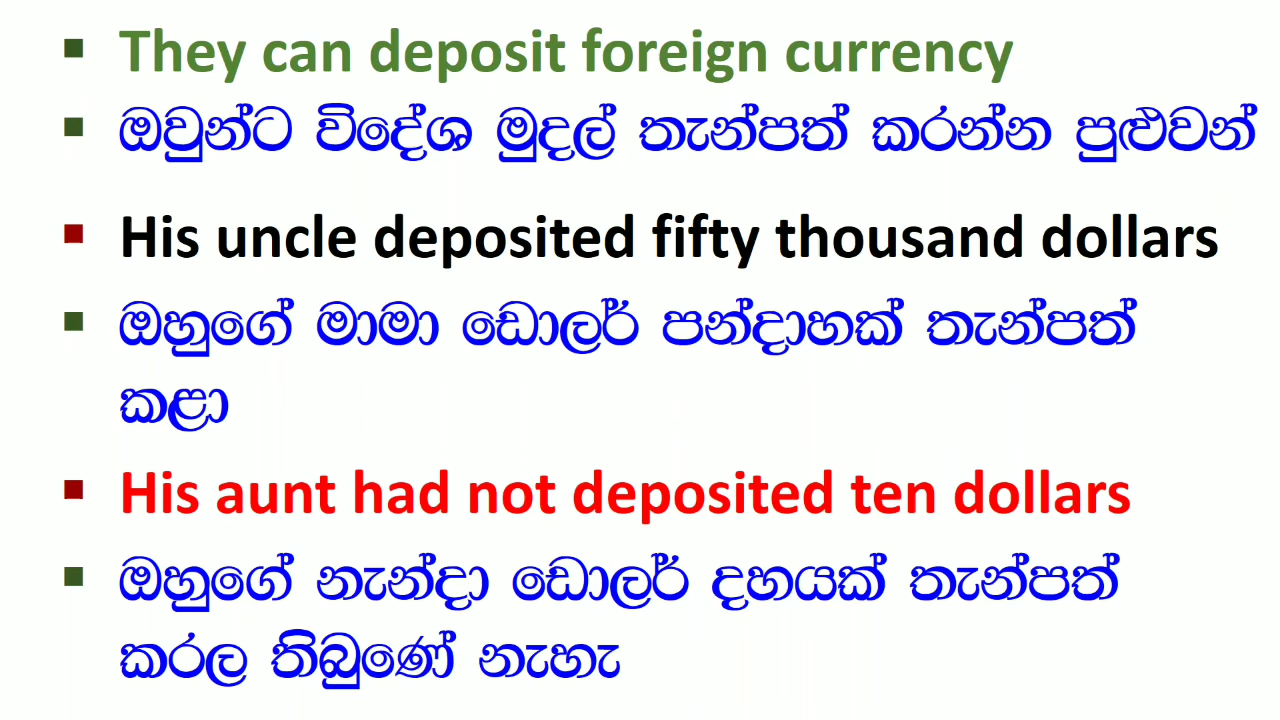 They can deposit foreign currency
ඔවුන්ට විදේශ මුදල් තැන්පත් කරන්න පුළුවන්
His uncle deposited fifty thousand dollars
ඔහුගේ මාමා ඩොලර් පන්දාහක් තැන්පත්
කළා
His aunt had not deposited ten dollars
ඔහුගේ නැන්දා ඩොලර් දහයක් තැන්පත්
කරල තිබුණේ නැහැ